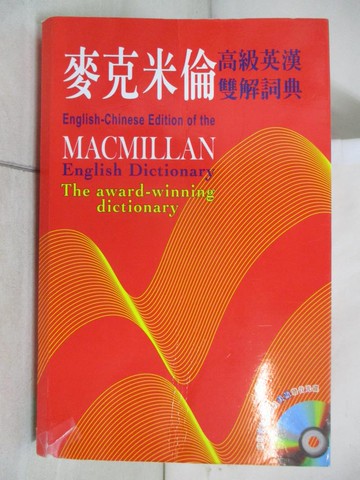 麥克米倫
高級英漢
雙解詞典
English-Chinese Edition of the
MACMILLAN
English Dictionary
The award-winning
dictionary